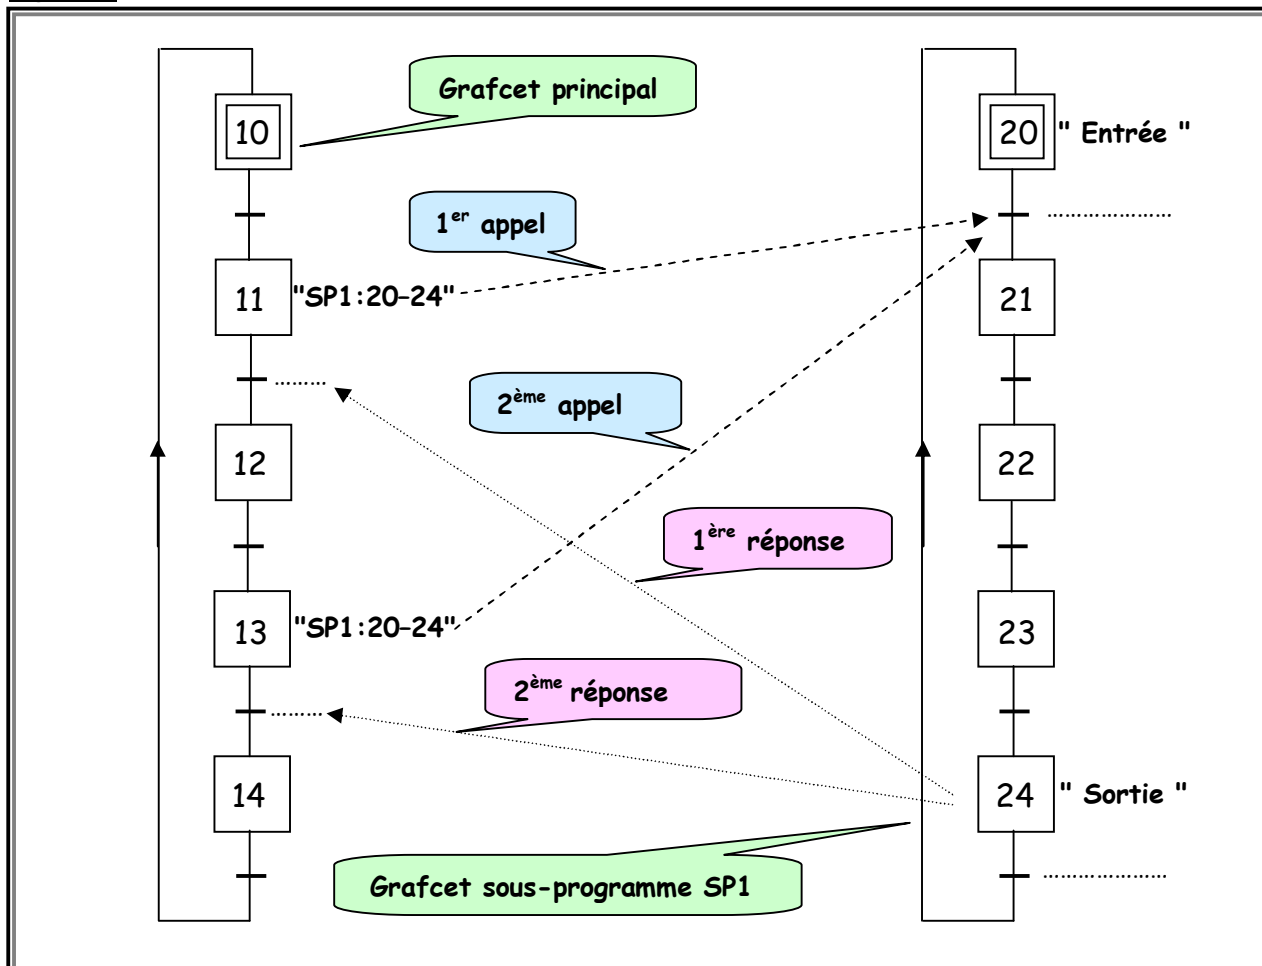 Grafcet principal
10
20 " Entrée "
1er appel
..................
11 "SP1:20-24"
21
........
2ème appel
12
22
1ère réponse
13 "SP1:20-24"
23
2ème réponse
........
14
24 " Sortie "
Grafcet sous-programme SP1
..................